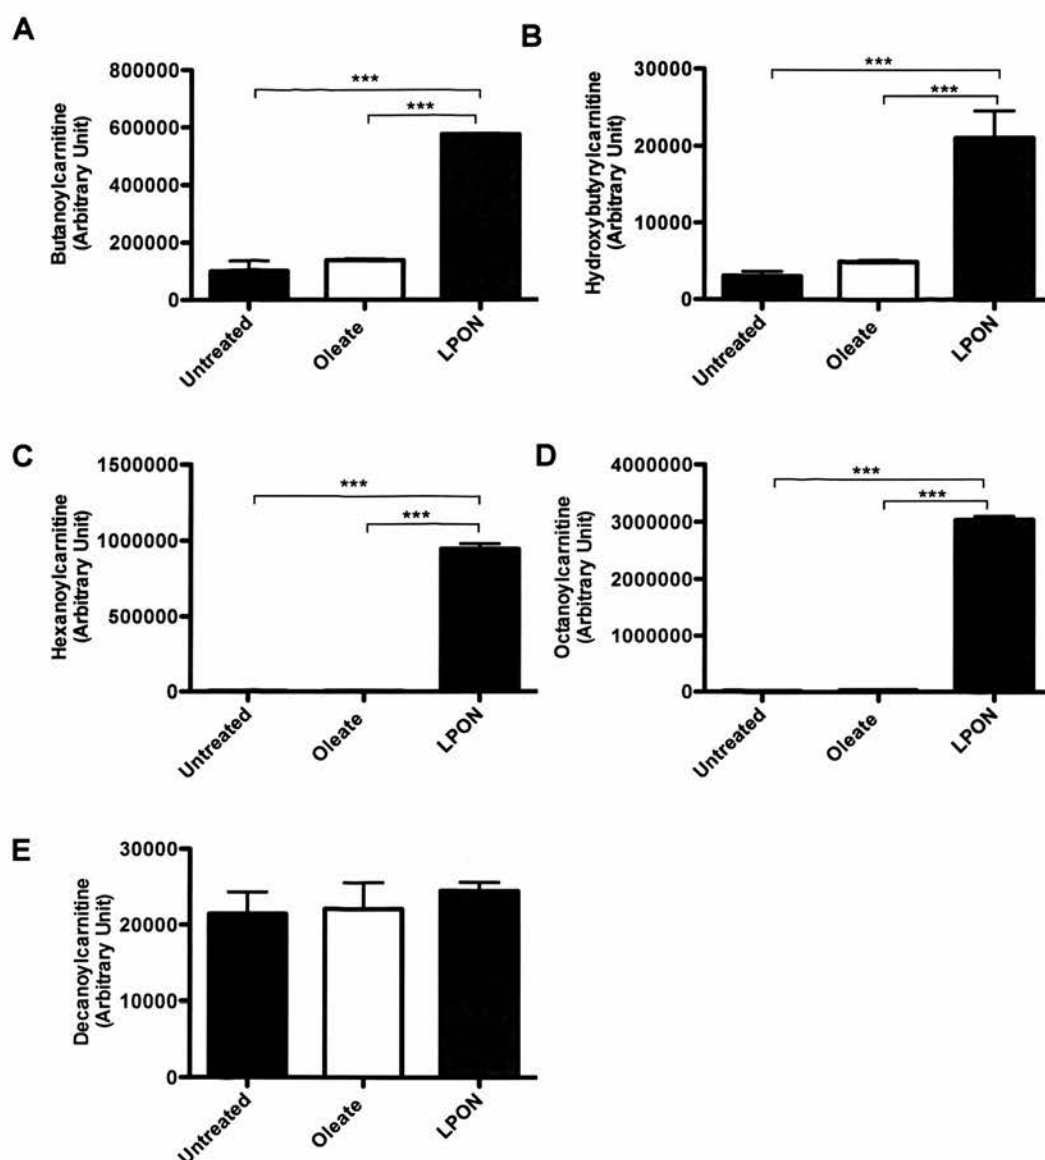 A
Butanoylcarnitine
(Arbitrary Unit)
800000
600000
400000
200000
0
***
***
Untreated
Oleate
LPON
B
Hydroxybutyrylcarnitine
(Arbitrary Unit)
30000
20000
10000
0
***
***
Untreated
Oleate
LPON
C
Hexanoylcarnitine
(Arbitrary Unit)
1500000
1000000
500000
0
***
***
Untreated
Oleate
LPON
D
Octanoylcarnitine
(Arbitrary Unit)
4000000
3000000
2000000
1000000
0
***
***
Untreated
Oleate
LPON
E
Decanoylcarnitine
(Arbitrary Unit)
30000
20000
10000
0
Untreated
Oleate
LPON